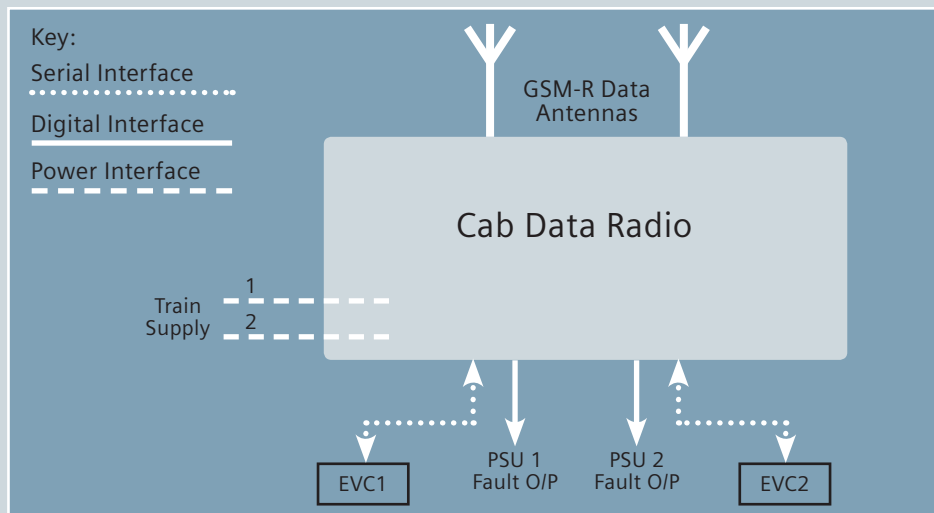 Key:
Serial Interface
Digital Interface
Power Interface
GSM-R Data
Antennas
Cab Data Radio
1
Train
Supply
2
PSU 1
Fault O/P
PSU 2
Fault O/P
EVC1
EVC2